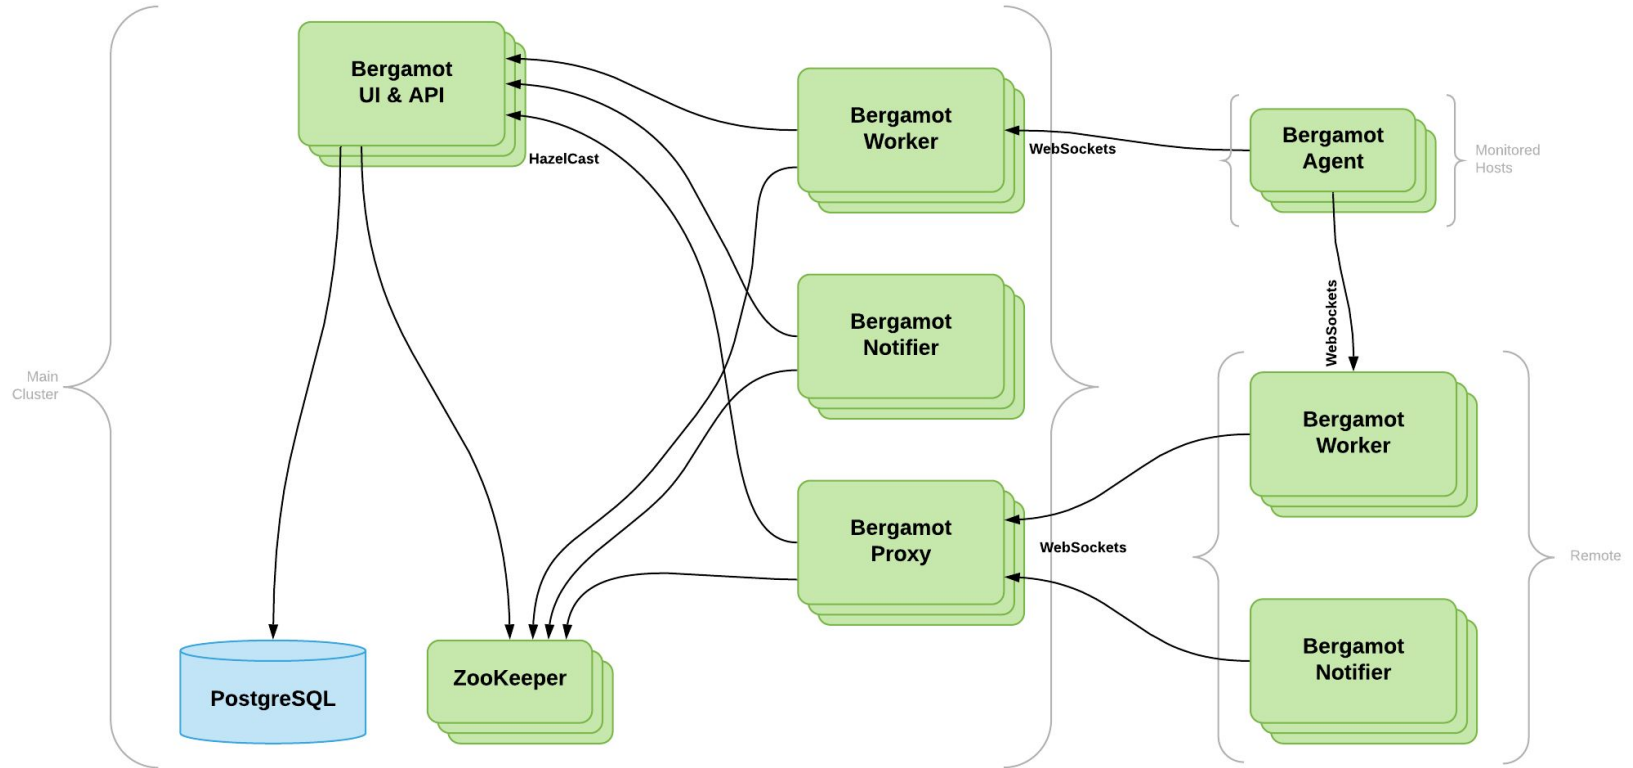 Bergamot
UI & API
HazelCast
Bergamot
Worker
WebSockets
Bergamot
Agent
Monitored
Hosts
Bergamot
Notifier
WebSockets
Main
Cluster
Bergamot
Worker
Bergamot
Proxy
WebSockets
Remote
PostgreSQL
ZooKeeper
Bergamot
Notifier